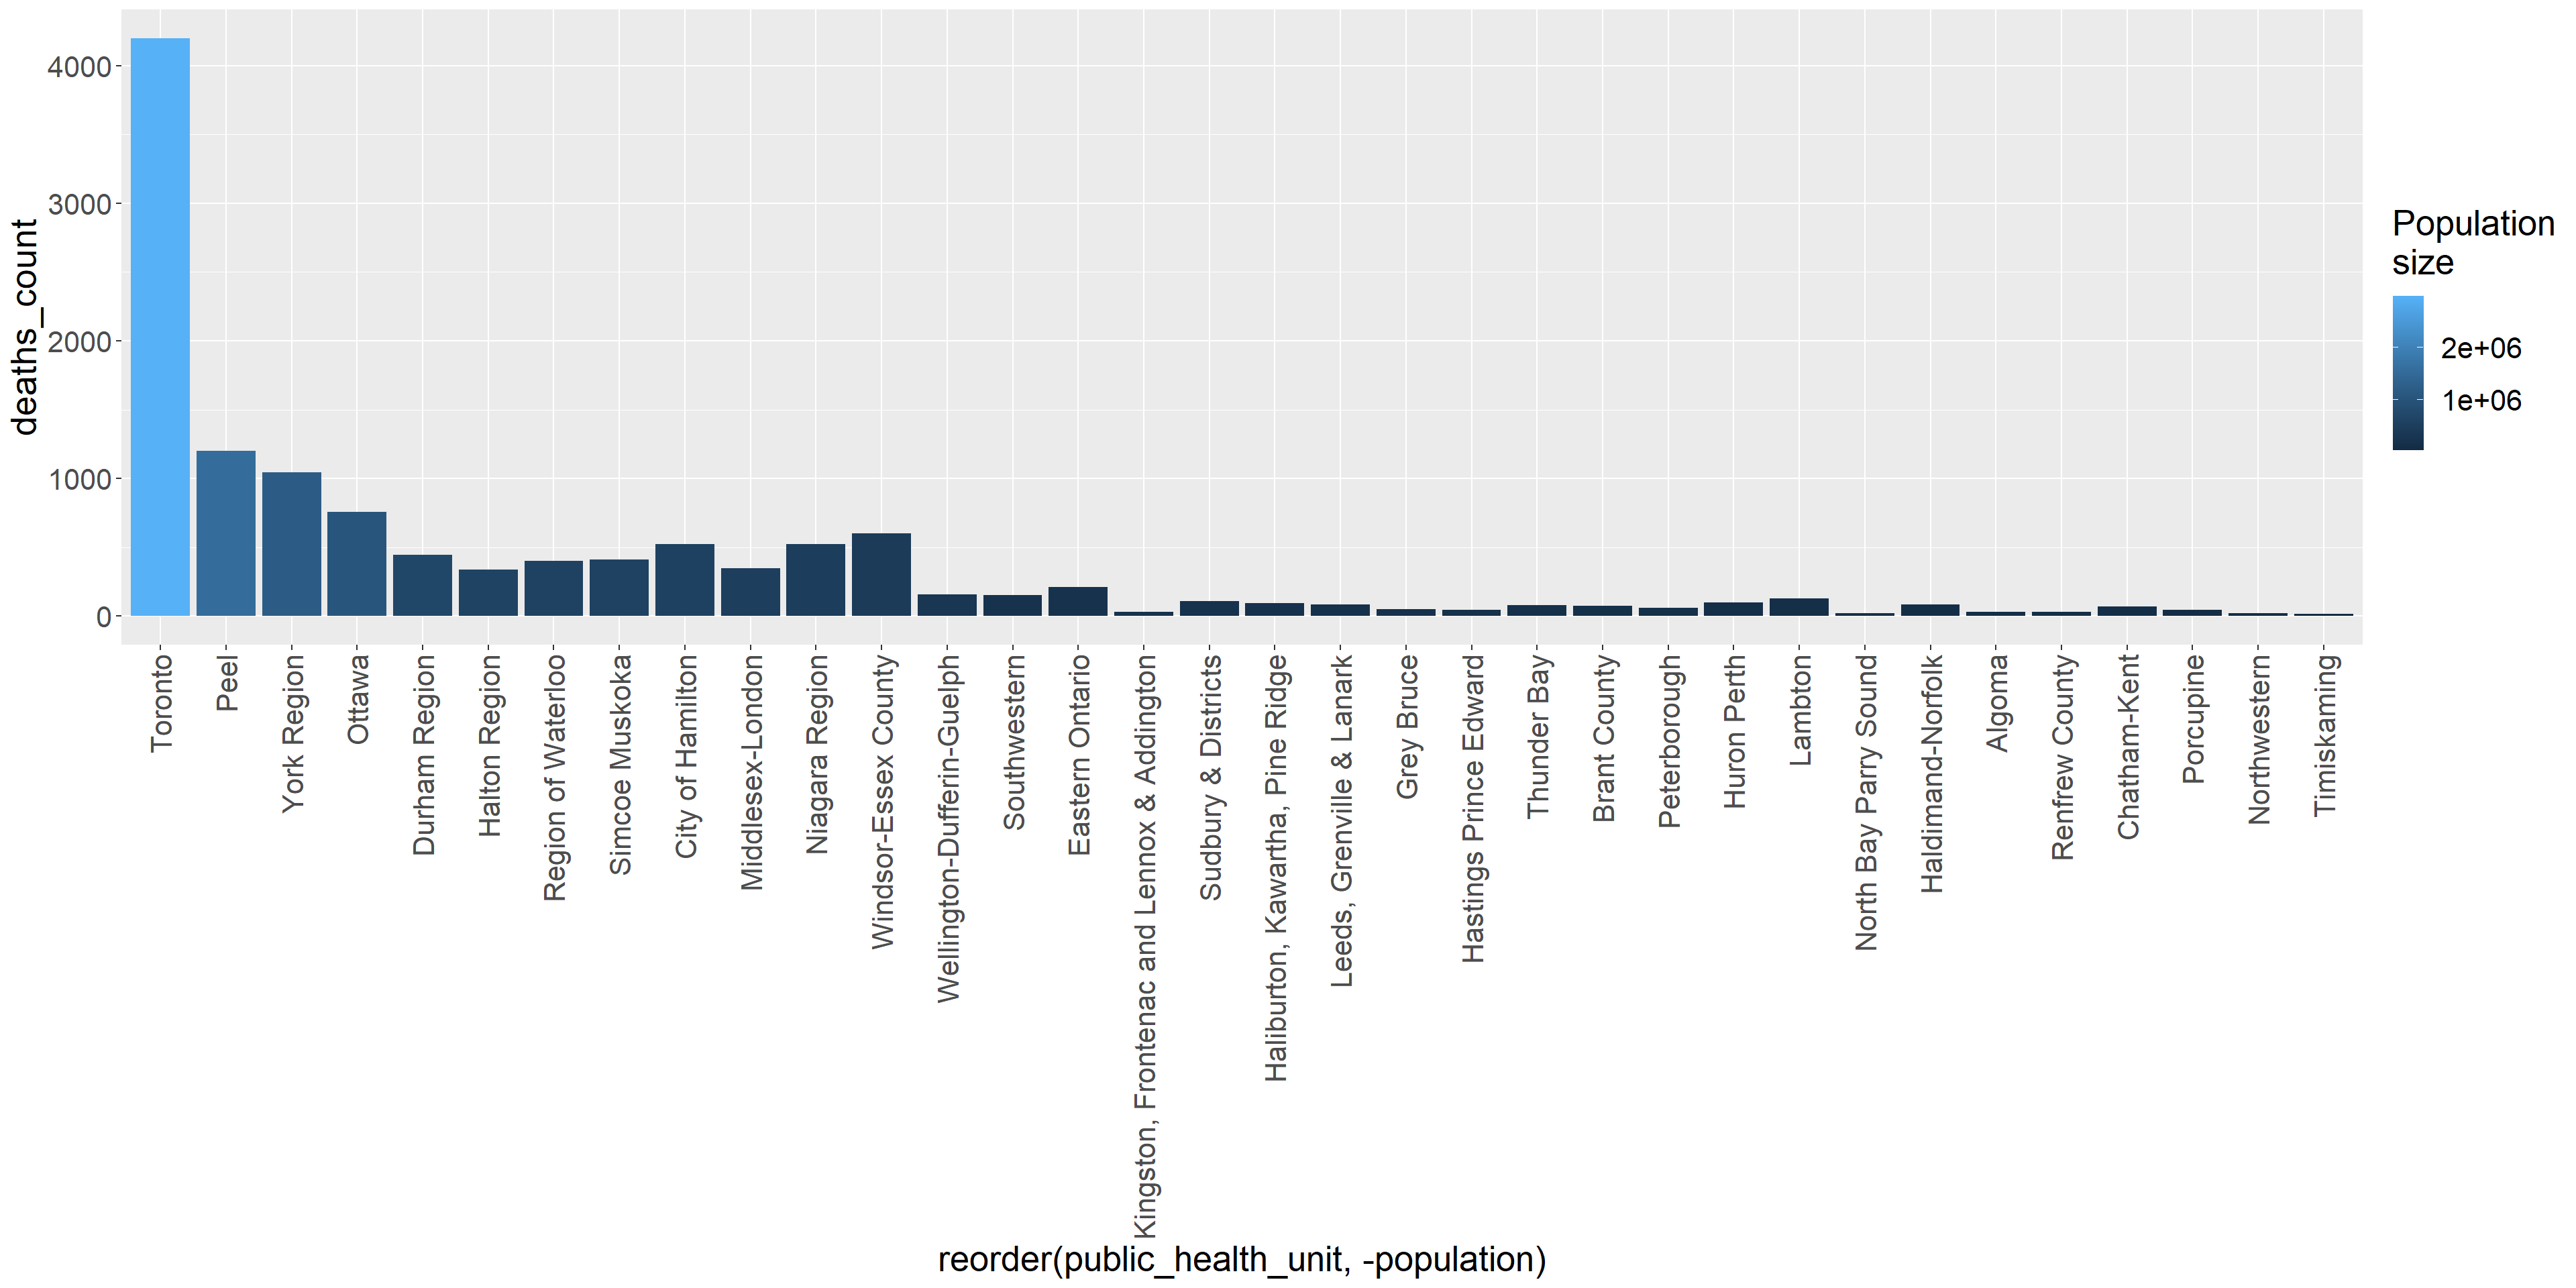 deaths_count
4000
3000
2000
1000
0
Toronto
Peel
York Region
Ottawa
Durham Region
Halton Region
Region of Waterloo
Simcoe Muskoka
City of Hamilton
Middlesex-London
Niagara Region
Windsor-Essex County
Wellington-Dufferin-Guelph
Southwestern
Eastern Ontario
Kingston, Frontenac and Lennox & Addington
Sudbury & Districts
Haliburton, Kawartha, Pine Ridge
Leeds, Grenville & Lanark
Grey Bruce
Hastings Prince Edward
Thunder Bay
Brant County
Peterborough
Huron Perth
Lambton
North Bay Parry Sound
Haldimand-Norfolk
Algoma
Renfrew County
Chatham-Kent
Porcupine
Northwestern
Timiskaming
reorder(public_health_unit, -population)
Population
size
2e+06
1e+06